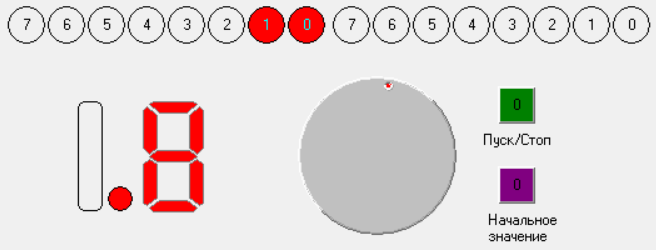 7 6 5 4 3 2 1 0 7 6 5 4 3 2 1 0
.8
0
Пуск/Стоп
0
Начальное
значение